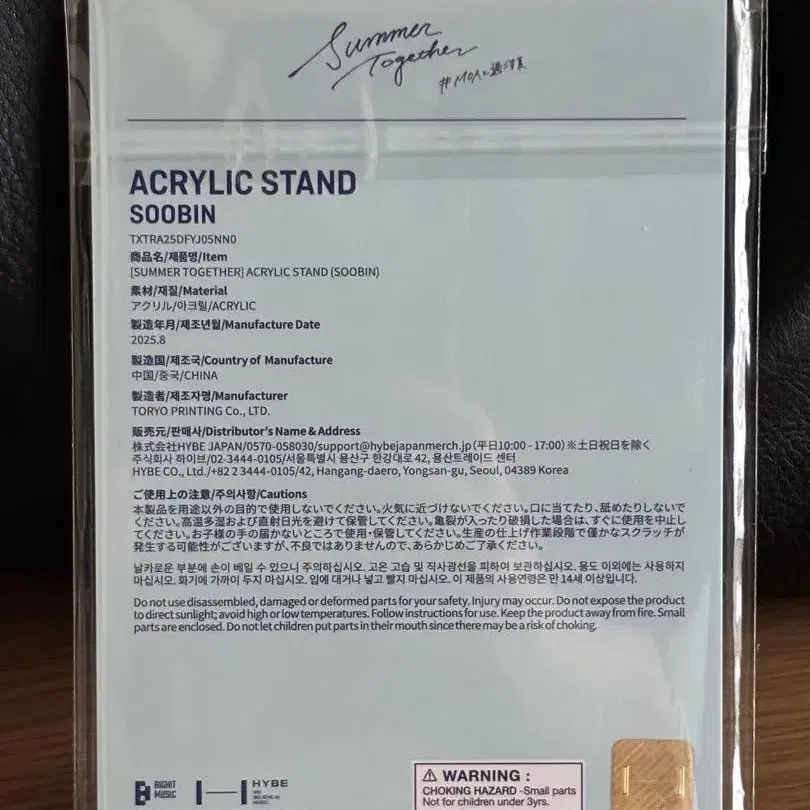 Summer
Together
#MOAと過ごす夏
ACRYLIC STAND
SOOBIN
TXTRA25DFYJ05NN0
商品名/제품명/Item
[SUMMER TOGETHER] ACRYLIC STAND (SOOBIN)
素材/재질/Material
アクリル/아크릴/ACRYLIC
製造年月/제조년월/Manufacture Date
2025.8
製造国/제조국/Country of Manufacture
中国/중국/CHINA
製造者/제조자명/Manufacturer
TORYO PRINTING Co., LTD.
販売元/판매사/Distributor's Name & Address
株式会社HYBE JAPAN/0570-058030/support@hybejapanmerch.jp(平日10:00 - 17:00)※土日祝日を除く
주식회사 하이브/02-3444-0105/서울특별시 용산구 한강대로 42, 용산트레이드 센터
HYBE CO., Ltd./+82 2 3444-0105/42, Hangang-daero, Yongsan-gu, Seoul, 04389 Korea
ご使用上の注意/주의사항/Cautions
本製品を用途以外の目的で使用しないでください。火気に近づけないでください。口に当てたり、舐めたりしないで
ください。高温多湿および直射日光を避けて保管してください。亀裂が入ったり破損した場合は、すぐに使用を中止し
てください。お子様の手の届かないところで使用・保管してください。生産の仕上げ作業段階で僅かなスクラッチが
発生する可能性がございますが、不良ではありませんので、あらかじめご了承ください。
날카로운 부분에 손이 베일 수 있으니 주의하십시오. 고온 고습 및 직사광선을 피하여 보관하십시오. 용도 이외에는 사용하지
마십시오. 화기에 가까이 두지 마십시오. 입에 대거나 넣고 빨지 마십시오. 이 제품의 사용연령은 만 14세 이상입니다.
Do not use disassembled, damaged or deformed parts for your safety. Injury may occur. Do not expose the product
to direct sunlight; avoid high or low temperatures. Follow instructions for use. Keep the product away from fire. Small
parts are enclosed. Do not let children put parts in their mouth since there may be a risk of choking.
BIGHIT
MUSIC
HYBE
WE
BELIEVE IN
MUSIC
WARNING :
CHOKING HAZARD -Small parts
Not for children under 3yrs.